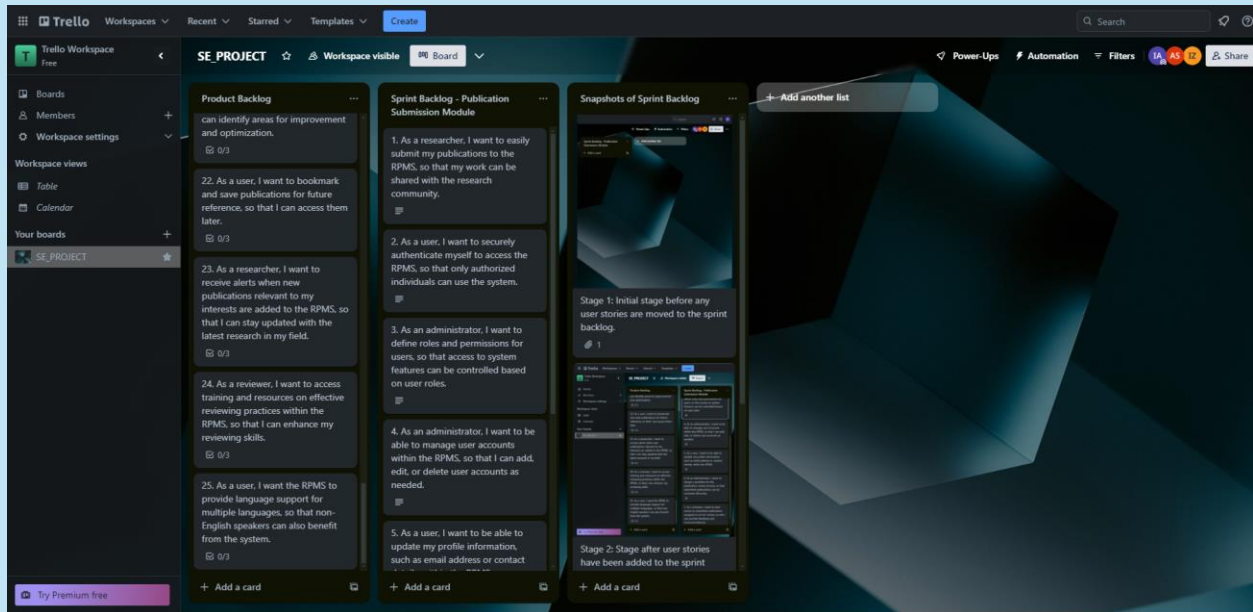 Trello
Workspaces
Recent
Starred
Templates
Create
Search
T
Trello Workspace
Free
SE_PROJECT
Workspace visible
Board
Power-Ups
Automation
Filters
IA
AS
IZ
Share
Boards
Members
Workspace settings
Workspace views
Table
Calendar
Your boards
SE_PROJECT
Try Premium free
Product Backlog
can identify areas for improvement
and optimization.
0/3
22. As a user, I want to bookmark
and save publications for future
reference, so that I can access them
later.
0/3
23. As a researcher, I want to
receive alerts when new
publications relevant to my
interests are added to the RPMS, so
that I can stay updated with the
latest research in my field.
0/3
24. As a reviewer, I want to access
training and resources on effective
reviewing practices within the
RPMS, so that I can enhance my
reviewing skills.
0/3
25. As a user, I want the RPMS to
provide language support for
multiple languages, so that non-
English speakers can also benefit
from the system.
0/3
+ Add a card
Sprint Backlog - Publication
Submission Module
1. As a researcher, I want to easily
submit my publications to the
RPMS, so that my work can be
shared with the research
community.
2. As a user, I want to securely
authenticate myself to access the
RPMS, so that only authorized
individuals can use the system.
3. As an administrator, I want to
define roles and permissions for
users, so that access to system
features can be controlled based
on user roles.
4. As an administrator, I want to be
able to manage user accounts
within the RPMS, so that I can add,
edit, or delete user accounts as
needed.
5. As a user, I want to be able to
update my profile information,
such as email address or contact
+ Add a card
Snapshots of Sprint Backlog
Stage 1: Initial stage before any
user stories are moved to the sprint
backlog.
1
Stage 2: Stage after user stories
have been added to the sprint
+ Add a card
+ Add another list